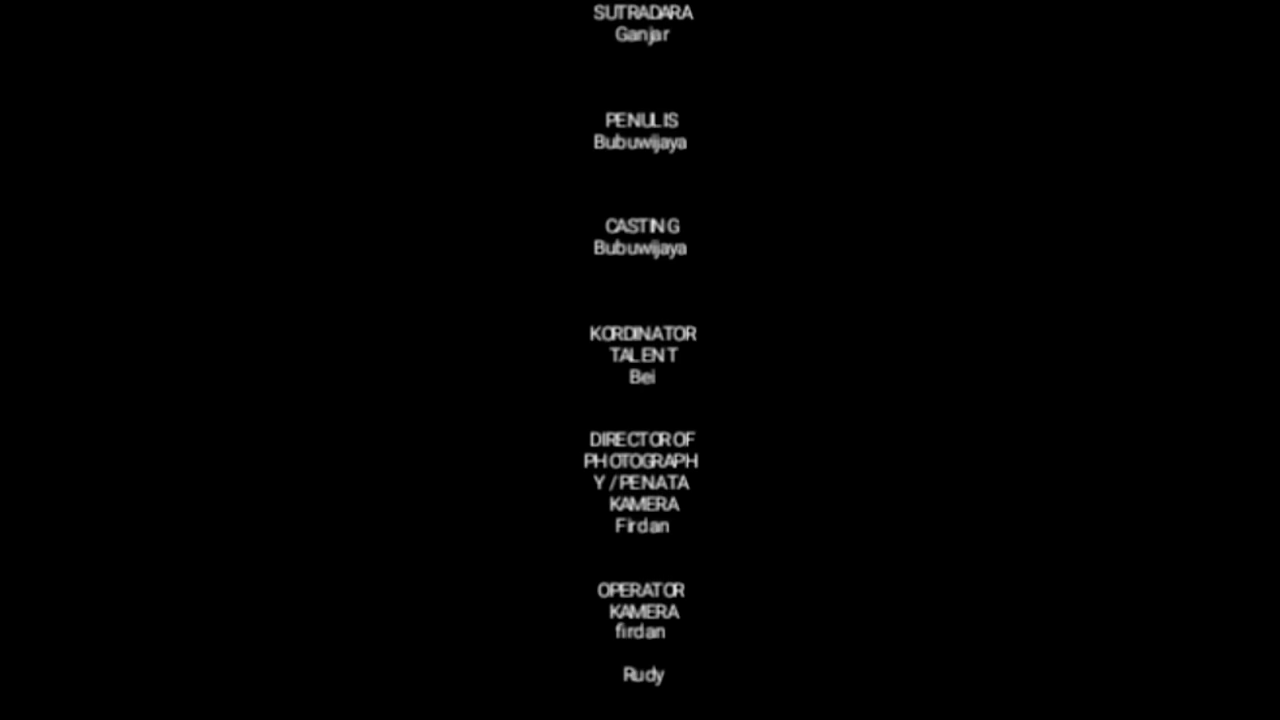 SUTRADARA
Ganjar
PENULIS
Bubuwijaya
CASTING
Bubuwijaya
KORDINATOR
TALENT
Bei
DIRECTOR OF
PHOTOGRAPH
Y / PENATA
KAMERA
Firdan
OPERATOR
KAMERA
firdan
Rudy